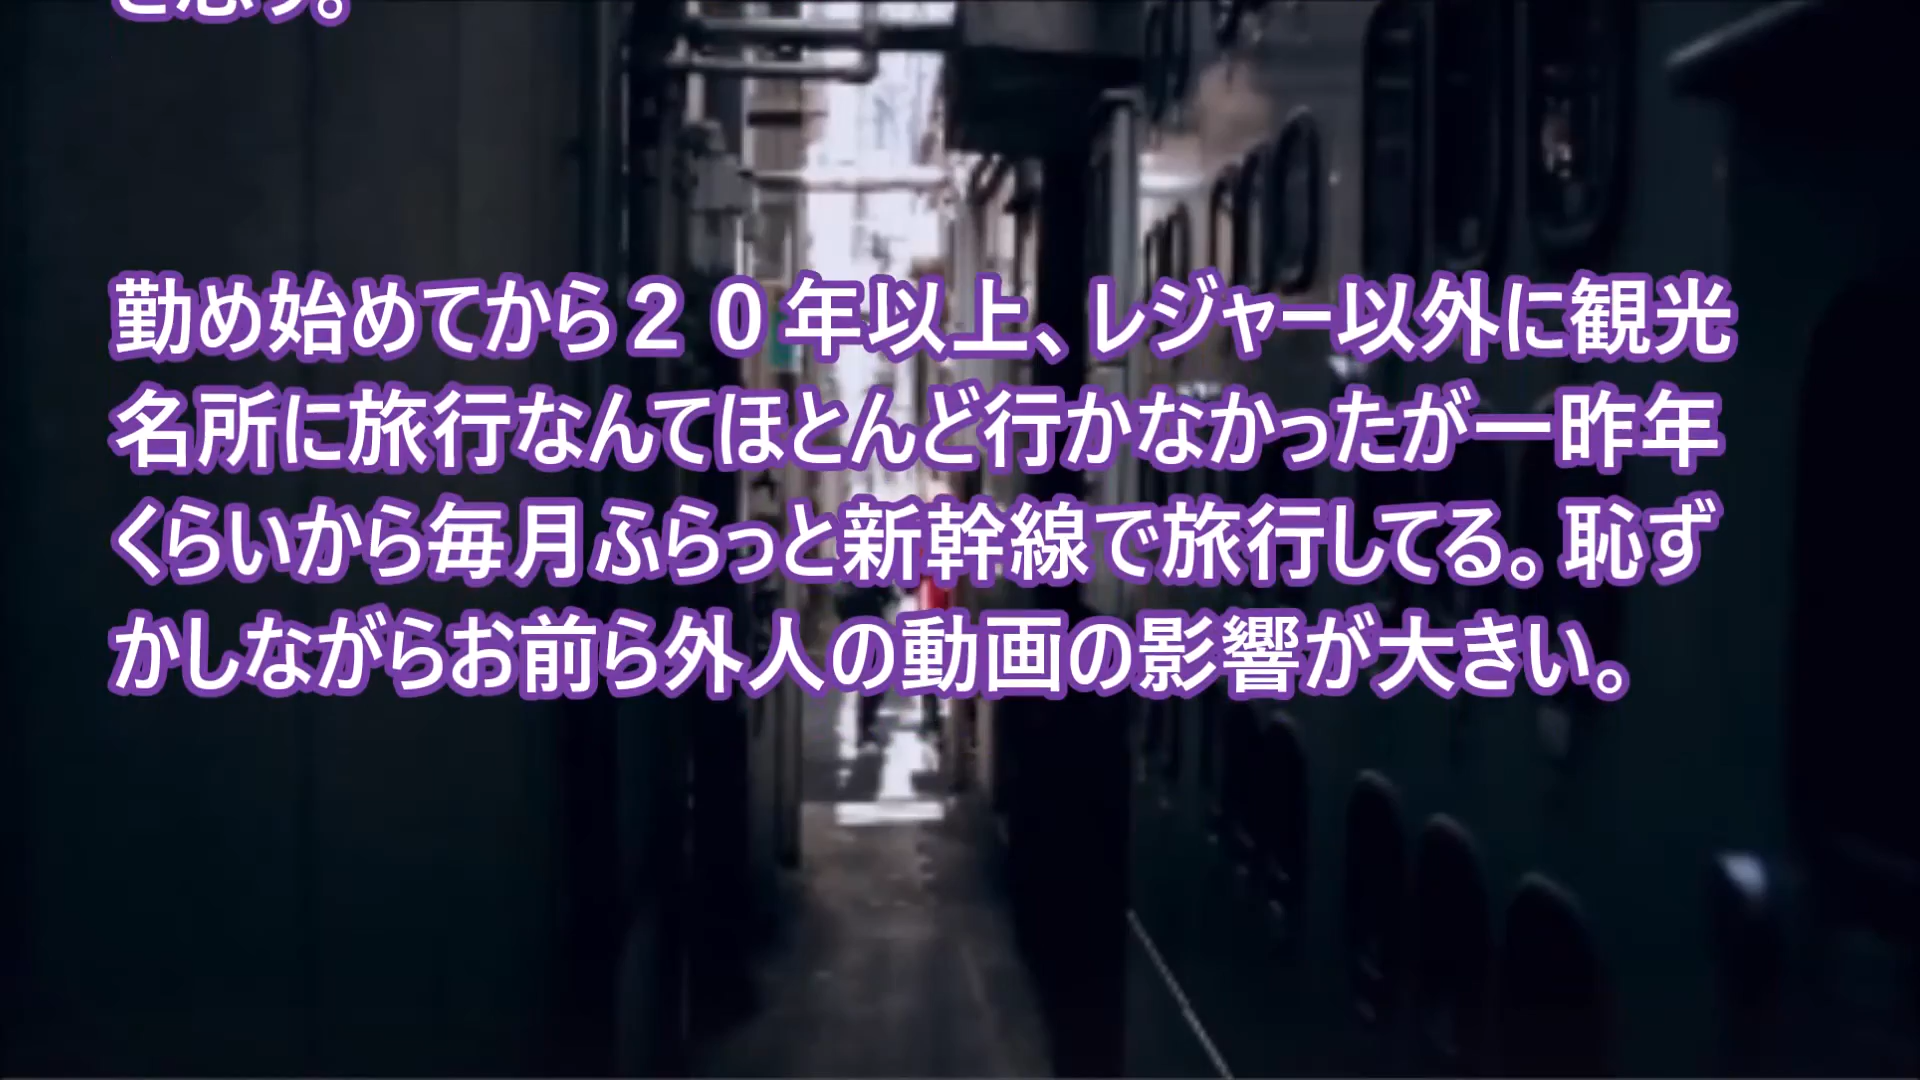 と思う。
勤め始めてから２０年以上、レジャー以外に観光
名所に旅行なんてほとんど行かなかったが一昨年
くらいから毎月ふらっと新幹線で旅行してる。恥ず
かしながらお前ら外人の動画の影響が大きい。